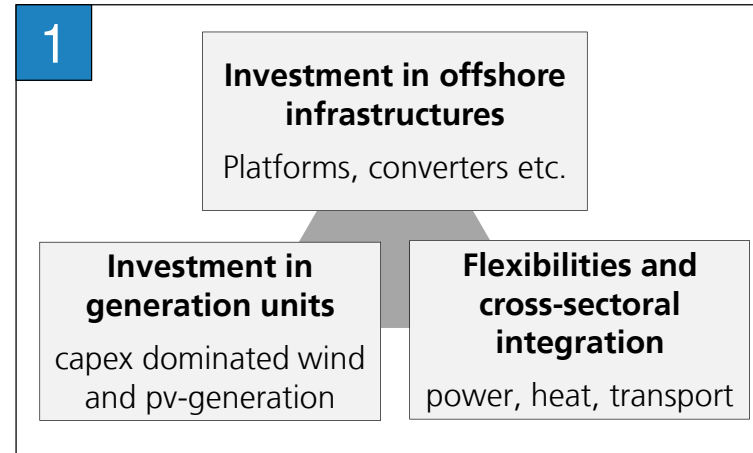 1
Investment in offshore
infrastructures
Platforms, converters etc.
Investment in
generation units
capex dominated wind
and pv-generation
Flexibilities and
cross-sectoral
integration
power, heat, transport